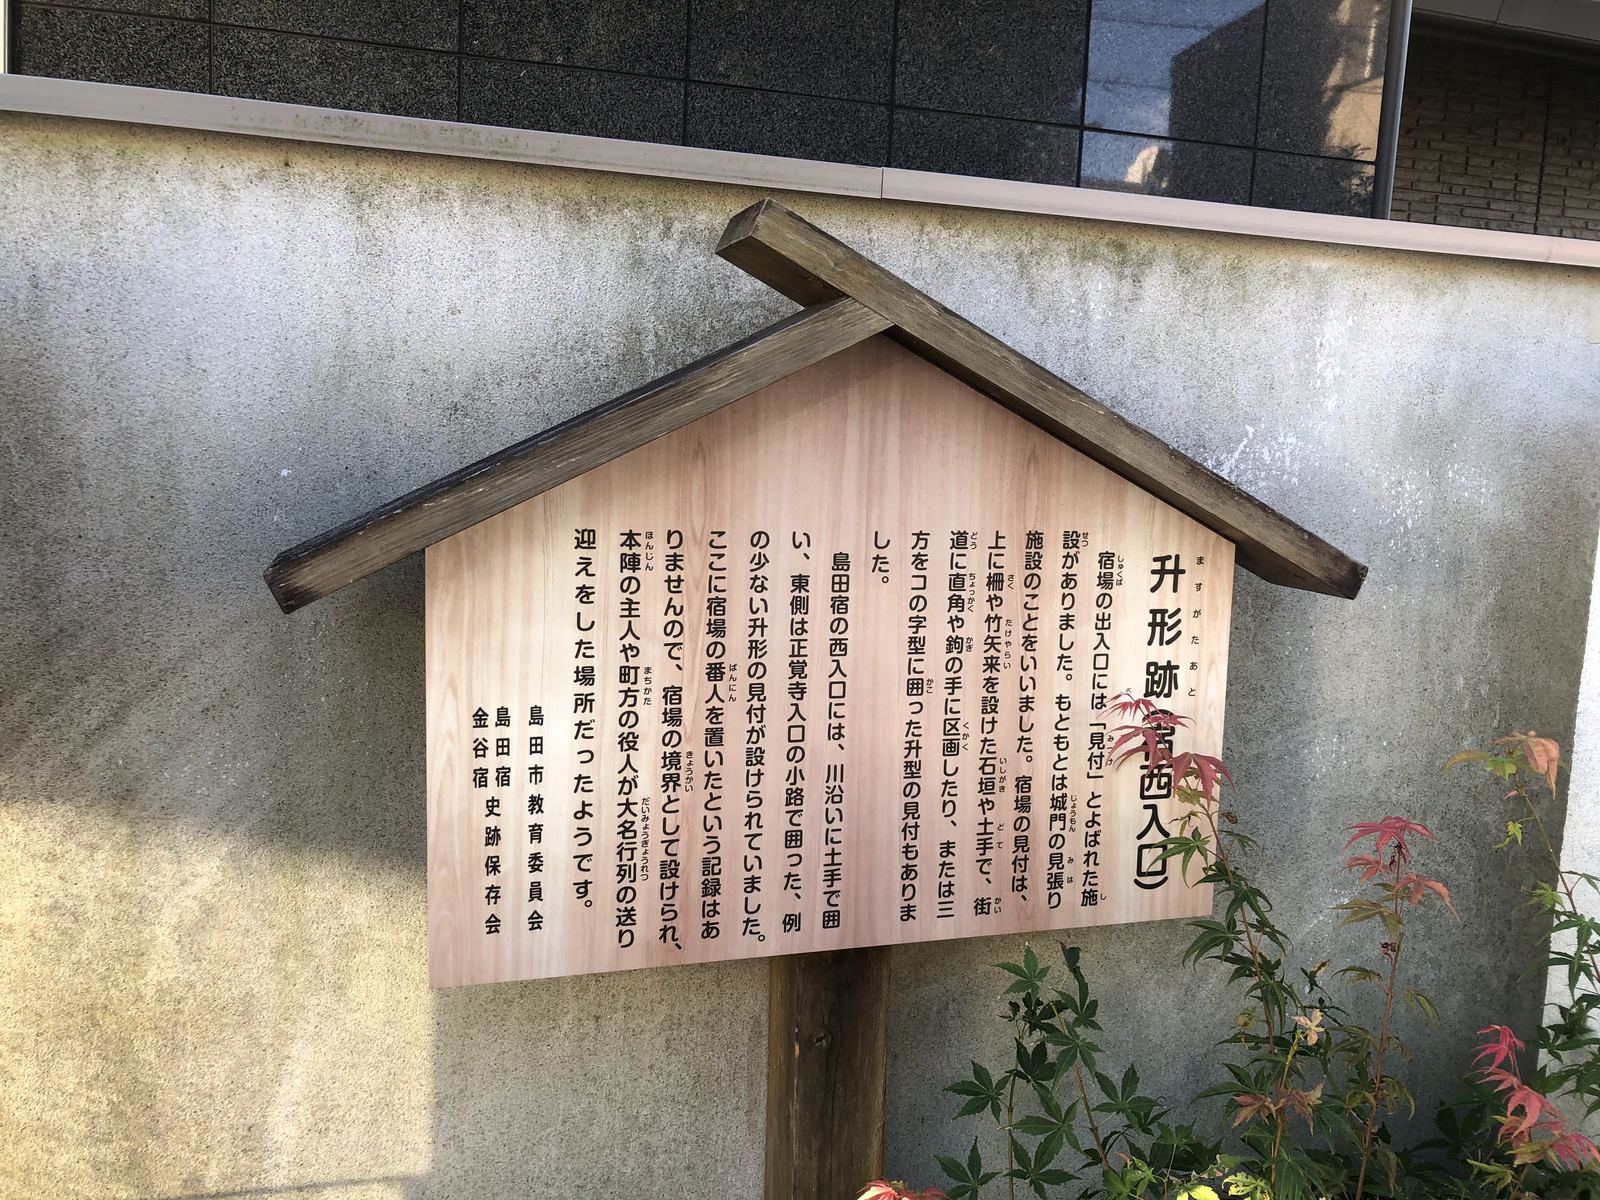 升形跡（宿西入口）
宿場の出入口には「見付」とよばれた施
設がありました。もともとは城門の見張り
施設のことをいいました。宿場の見付は、
上に柵や竹矢来を設けた石垣や土手で、街
道に直角や鉤の手に区画したり、または三
方をコの字型に囲った升型の見付もありま
した。
島田宿の西入口には、川沿いに土手で囲
い、東側は正覚寺入口の小路で囲った、例
の少ない升形の見付が設けられていました。
ここに宿場の番人を置いたという記録はあ
りませんので、宿場の境界として設けられ、
本陣の主人や町方の役人が大名行列の送り
迎えをした場所だったようです。
島田市教育委員会
島田宿
金谷宿
史跡保存会